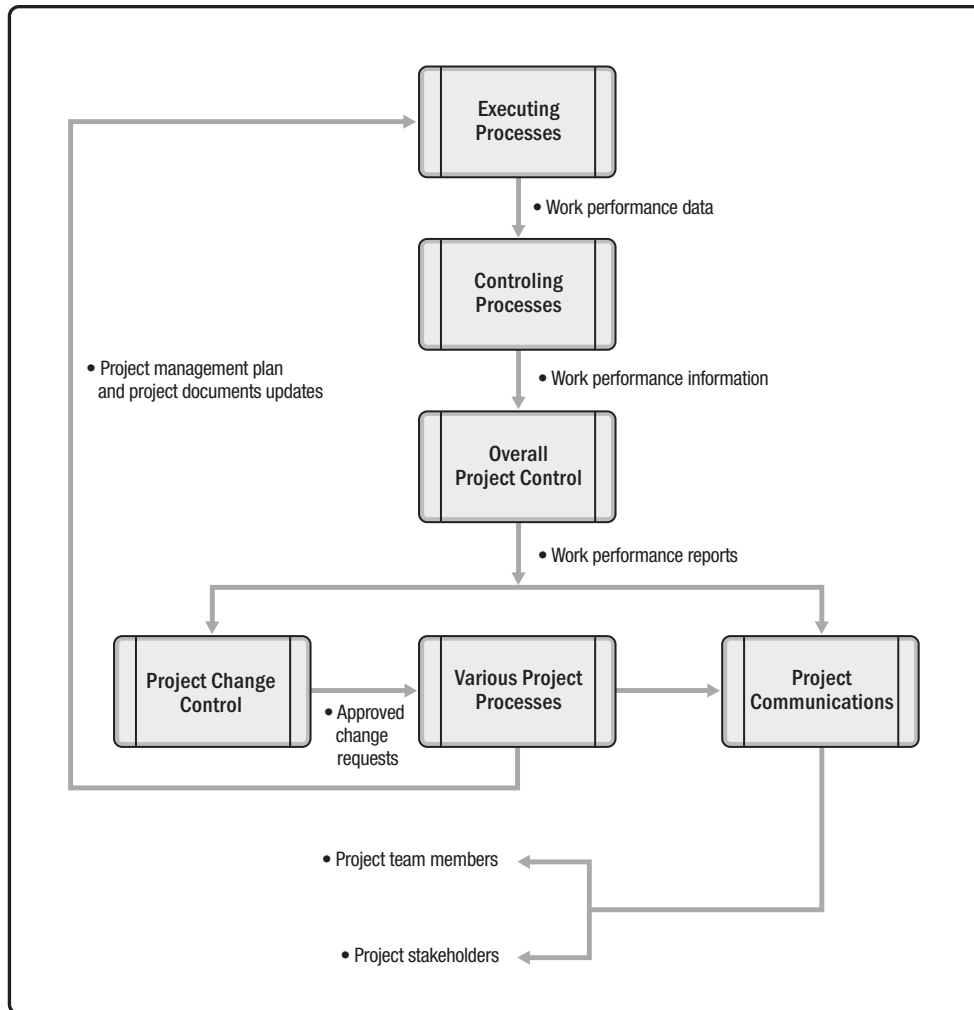 Executing
Processes
• Work performance data
Controling
Processes
• Project management plan
and project documents updates
• Work performance information
Overall
Project Control
• Work performance reports
Project Change
Control
• Approved
change
requests
Various Project
Processes
Project
Communications
• Project team members
• Project stakeholders